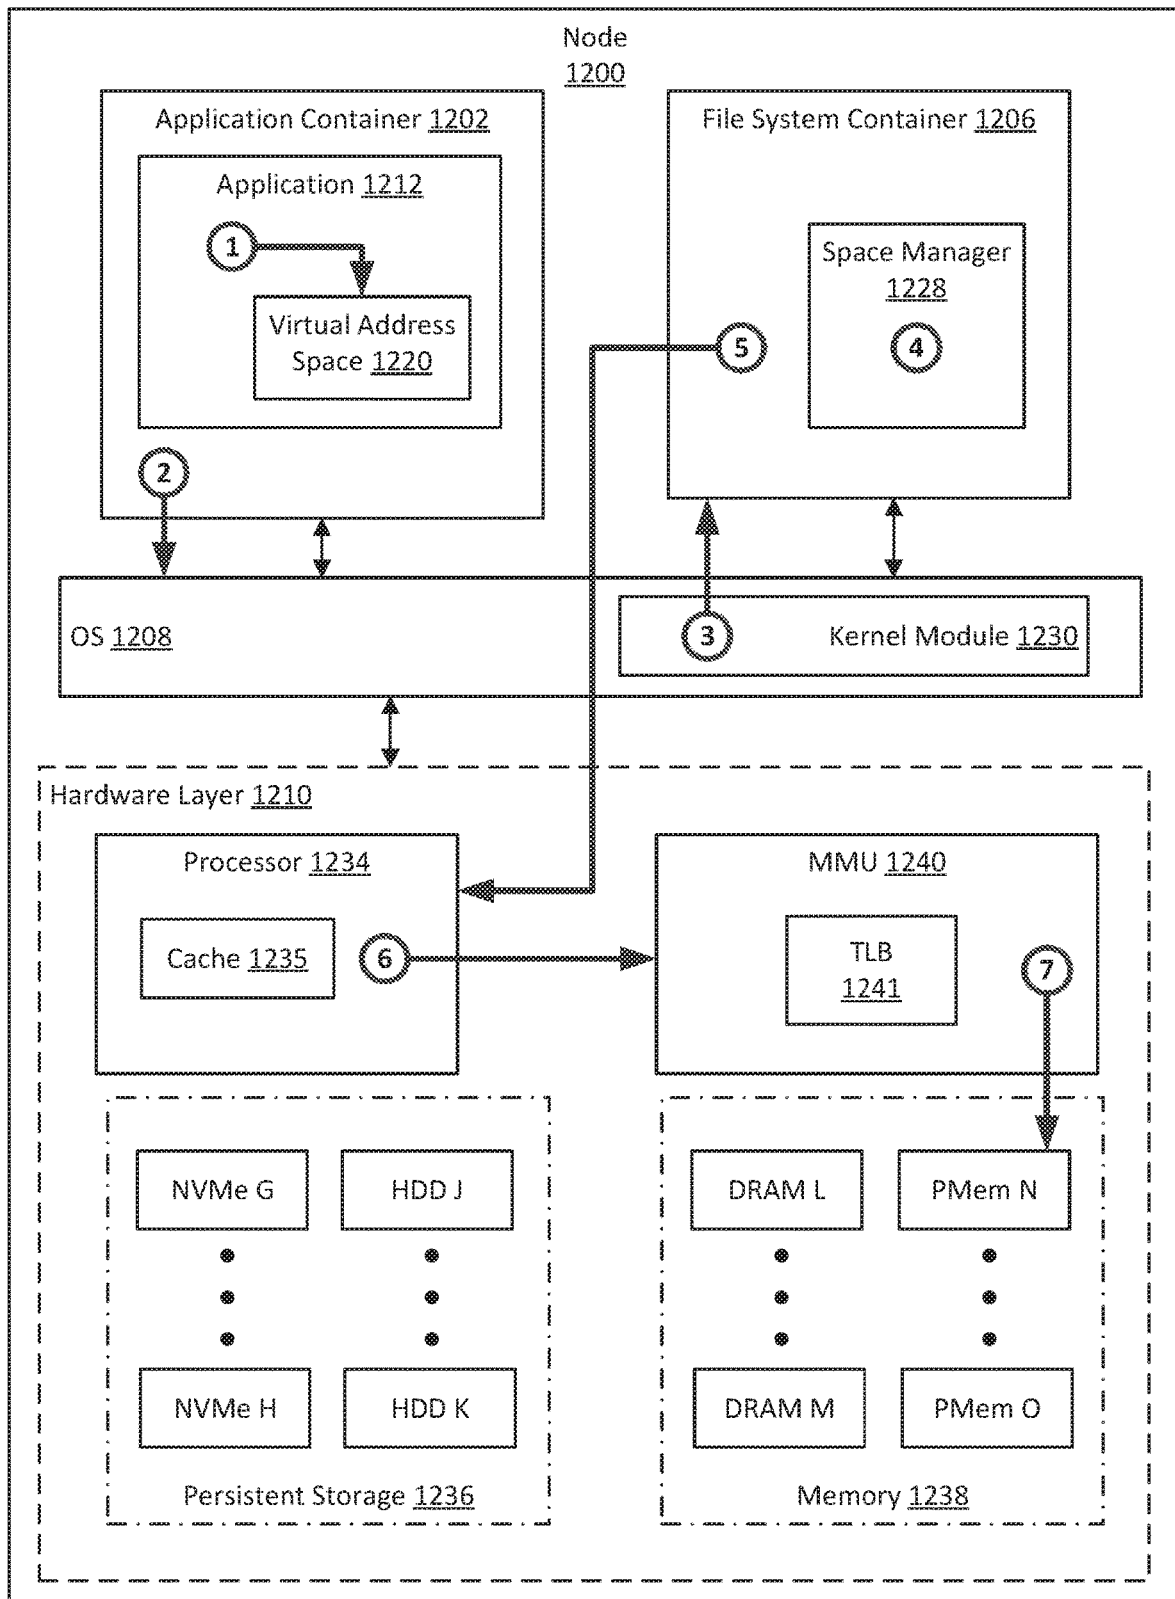 Node
1200
Application Container 1202
File System Container 1206
Application 1212
1
Space Manager
1228
Virtual Address
Space 1220
5
4
2
OS 1208
3
Kernel Module 1230
Hardware Layer 1210
Processor 1234
MMU 1240
Cache 1235
6
TLB
1241
7
NVMe G
HDD J
DRAM L
PMem N
NVMe H
HDD K
DRAM M
PMem O
Persistent Storage 1236
Memory 1238